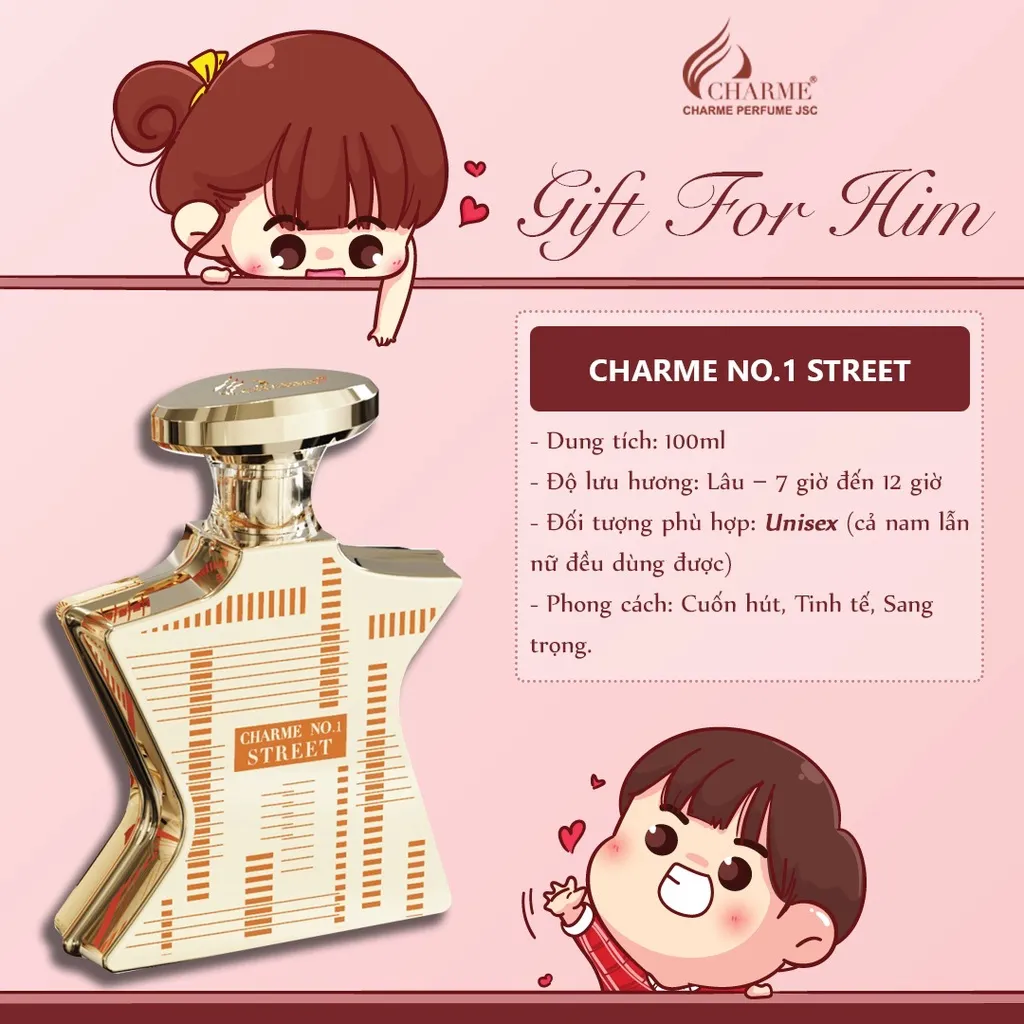 CHARME®
CHARME PERFUME JSC
Gift For Him
CHARME NO.1 STREET
- Dung tích: 100ml
- Độ lưu hương: Lâu – 7 giờ đến 12 giờ
- Đối tượng phù hợp: Unisex (cả nam lẫn
nữ đều dùng được)
- Phong cách: Cuốn hút, Tinh tế, Sang
trọng.
CHARME NO.1
STREET